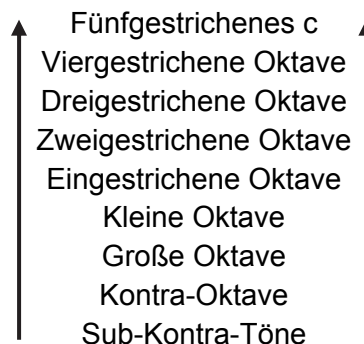 Fünfgestrichenes c
Viergestrichene Oktave
Dreigestrichene Oktave
Zweigestrichene Oktave
Eingestrichene Oktave
Kleine Oktave
Große Oktave
Kontra-Oktave
Sub-Kontra-Töne